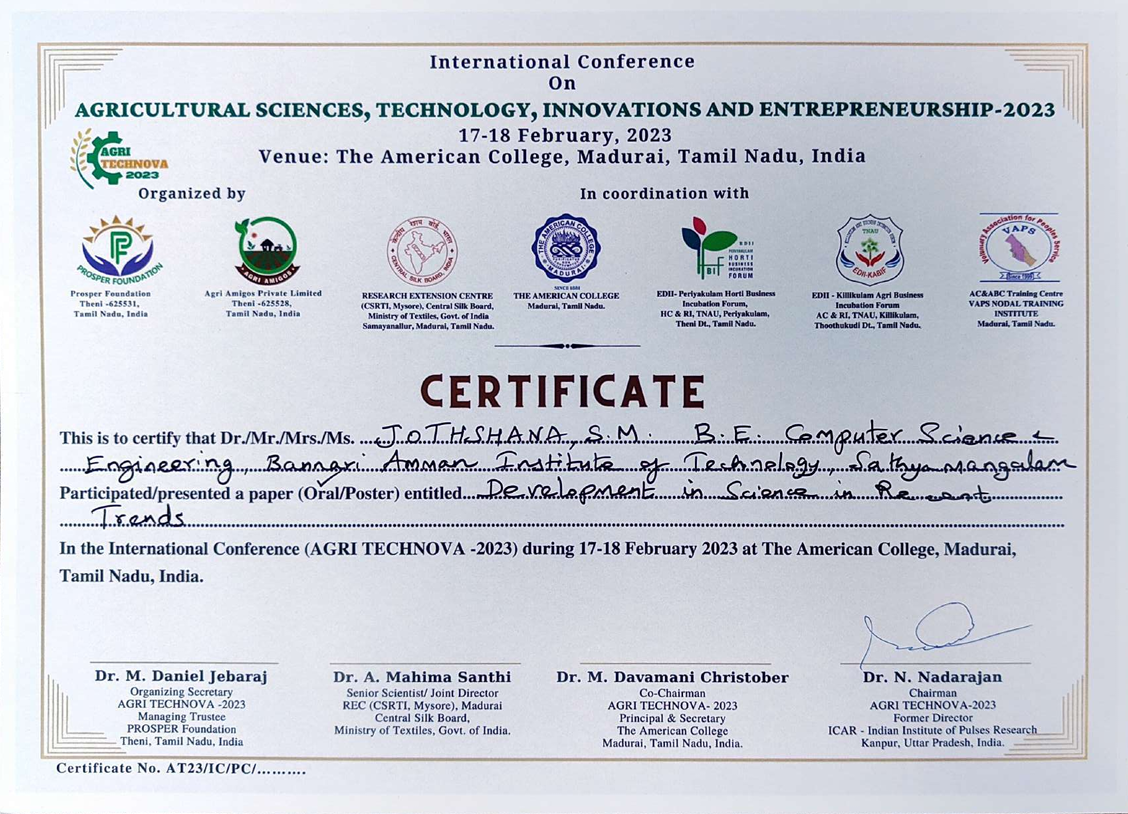 International Conference
On
AGRICULTURAL SCIENCES, TECHNOLOGY, INNOVATIONS AND ENTREPRENEURSHIP-2023
17-18 February, 2023
Venue: The American College, Madurai, Tamil Nadu, India
AGRI
TECHNOVA
2023
Organized by
In coordination with
PROSPER FOUNDATION
Prosper Foundation
Theni -625531,
Tamil Nadu, India
AGRI AMIGOS
Agri Amigos Private Limited
Theni -625528,
Tamil Nadu, India
CENTRAL SILK BOARD, INDIA
RESEARCH EXTENSION CENTRE
(CSRTI, Mysore), Central Silk Board,
Ministry of Textiles, Govt. of India
Samayanallur, Madurai, Tamil Nadu.
THE AMERICAN COLLEGE
MADURAI
SINCE 1881
THE AMERICAN COLLEGE
Madurai, Tamil Nadu.
EDII
PERIYAKULAM
HORTI
BUSINESS
INCUBATION
FORUM
EDII- Periyakulam Horti Business
Incubation Forum,
HC & RI, TNAU, Periyakulam,
Theni Dt., Tamil Nadu.
TNAU
EDII-KABIF
EDII - Killikulam Agri Business
Incubation Forum
AC & RI, TNAU, Killikulam,
Thoothukudi Dt., Tamil Nadu.
Voluntary Association for Peoples Service
VAPS
AC&ABC Training Centre
VAPS NODAL TRAINING
INSTITUTE
Madurai, Tamil Nadu.
CERTIFICATE
This is to certify that Dr./Mr./Mrs./Ms. JOTHSHANA, S.M. B.E. Computer Science &
Engineering, Bannari Amman Institute of Technology, Sathyamangalam
Participated/presented a paper (Oral/Poster) entitled Development in Science in Recent
Trends
In the International Conference (AGRI TECHNOVA -2023) during 17-18 February 2023 at The American College, Madurai,
Tamil Nadu, India.
Dr. M. Daniel Jebaraj
Organizing Secretary
AGRI TECHNOVA -2023
Managing Trustee
PROSPER Foundation
Theni, Tamil Nadu, India
Dr. A. Mahima Santhi
Senior Scientist/ Joint Director
REC (CSRTI, Mysore), Madurai
Central Silk Board,
Ministry of Textiles, Govt. of India.
Dr. M. Davamani Christober
Co-Chairman
AGRI TECHNOVA- 2023
Principal & Secretary
The American College
Madurai, Tamil Nadu, India.
Dr. N. Nadarajan
Chairman
AGRI TECHNOVA-2023
Former Director
ICAR - Indian Institute of Pulses Research
Kanpur, Uttar Pradesh, India.
Certificate No. AT23/IC/PC/..........